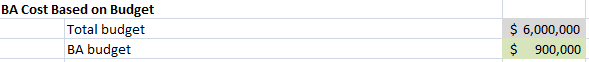 BA Cost Based on Budget
Total budget $ 6,000,000
BA budget $ 900,000